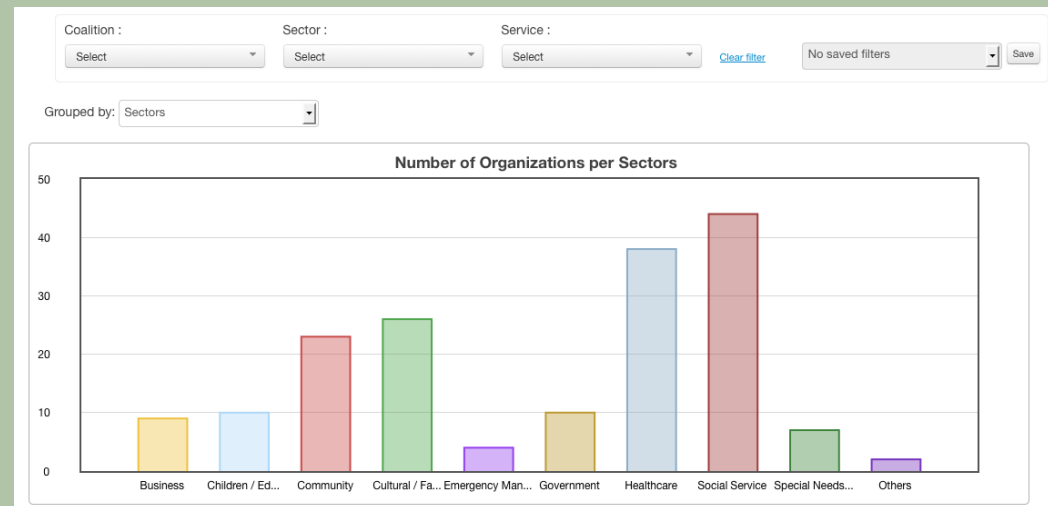 Coalition : Sector : Service :
Select Select Select Clear filter No saved filters Save
Grouped by: Sectors
Number of Organizations per Sectors
50
40
30
20
10
0
Business Children / Ed... Community Cultural / Fa... Emergency Man... Government Healthcare Social Service Special Needs... Others